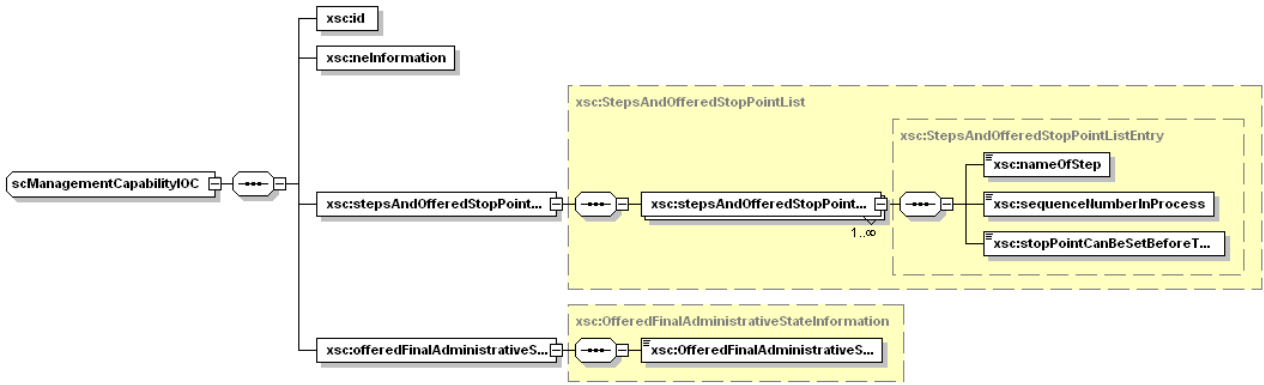 xsc:id
xsc:neInformation
xsc:StepsAndOfferedStopPointList
xsc:StepsAndOfferedStopPointListEntry
xsc:nameOfStep
scManagementCapabilityIOC
xsc:stepsAndOfferedStopPoint...
xsc:stepsAndOfferedStopPoint...
xsc:sequenceNumberInProcess
1..∞
xsc:stopPointCanBeSetBeforeT...
xsc:OfferedFinalAdministrativeStateInformation
xsc:offeredFinalAdministrativeS...
xsc:OfferedFinalAdministrativeS...